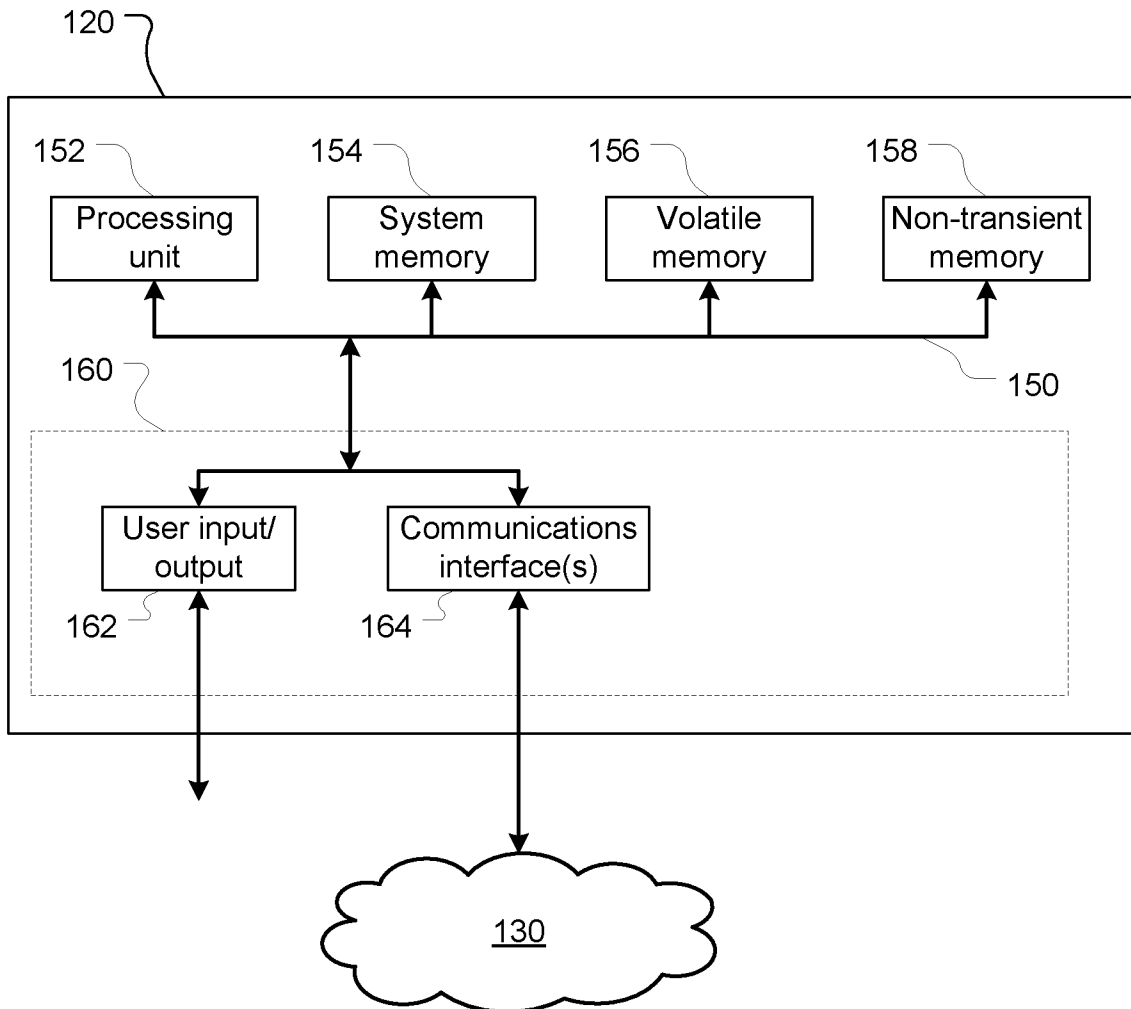 120
152
154
156
158
Processing
unit
System
memory
Volatile
memory
Non-transient
memory
160
150
User input/
output
Communications
interface(s)
162
164
130